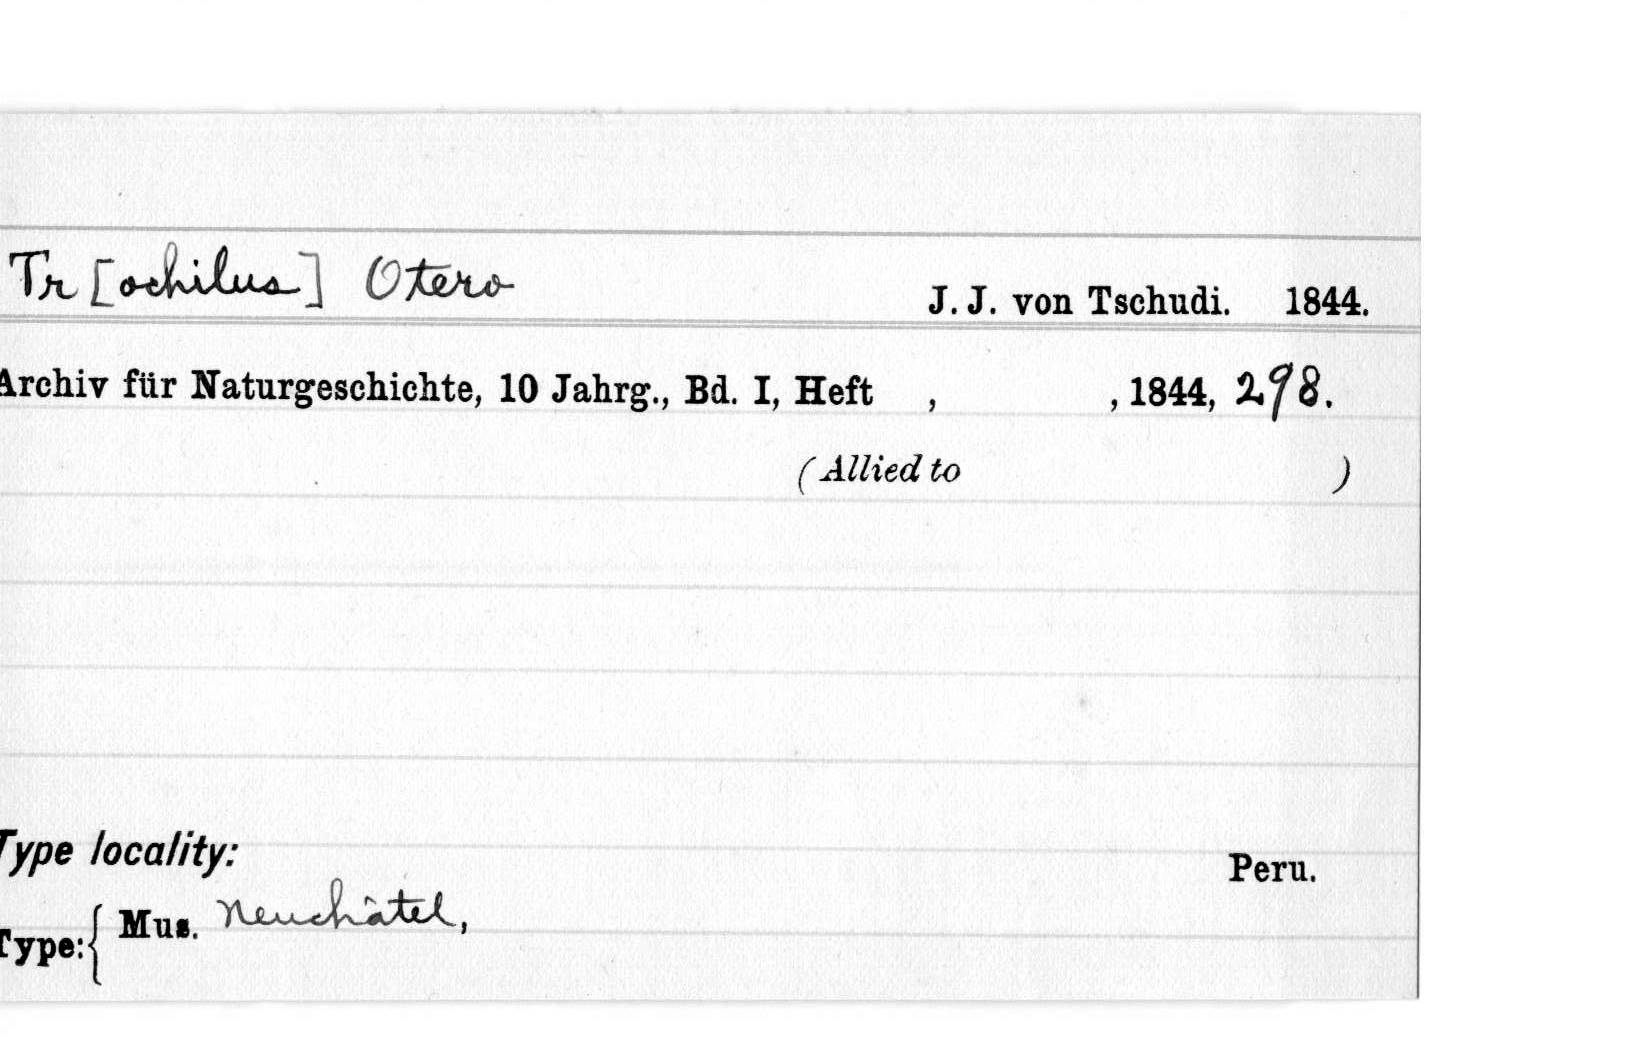 Tr[ochilus] Otero
J. J. von Tschudi. 1844.
Archiv für Naturgeschichte, 10 Jahrg., Bd. I, Heft , , 1844, 298.
(Allied to )
Type locality:
Peru.
Type: { Mus. Neuchâtel,